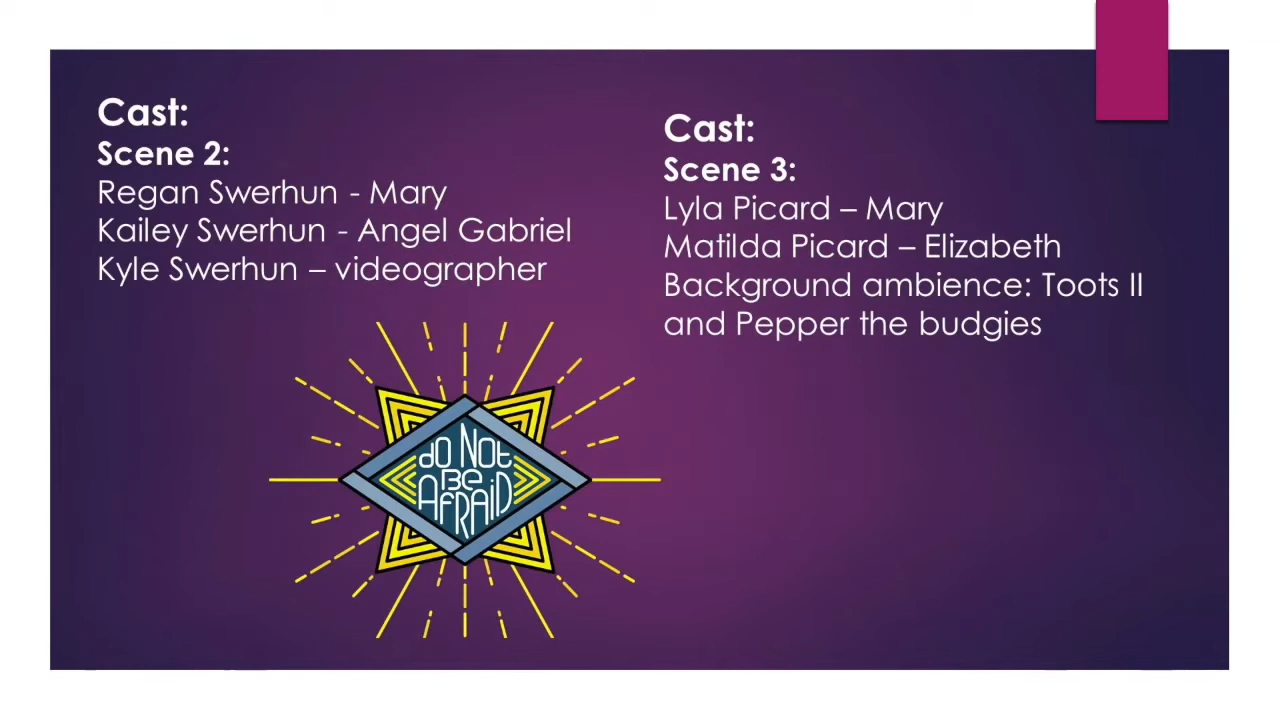 Cast:
Scene 2:
Regan Swerhun - Mary
Kailey Swerhun - Angel Gabriel
Kyle Swerhun – videographer
Cast:
Scene 3:
Lyla Picard – Mary
Matilda Picard – Elizabeth
Background ambience: Toots II
and Pepper the budgies
do Not
Be
AfRAiD